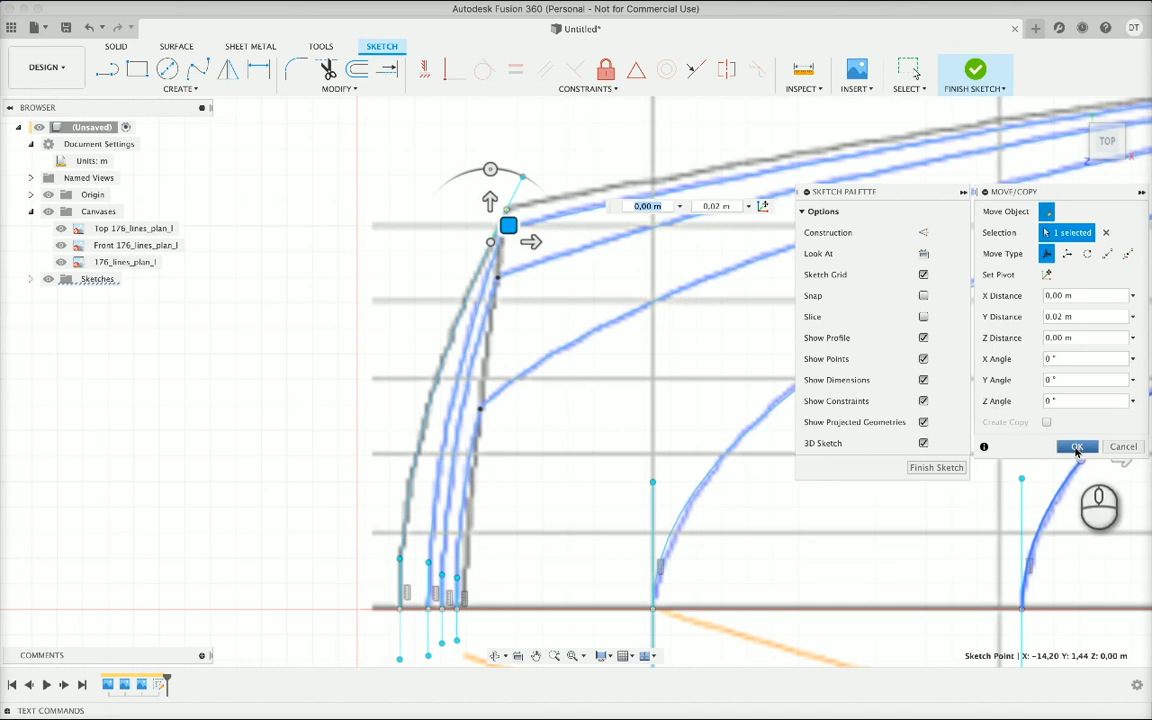 Autodesk Fusion 360 (Personal - Not for Commercial Use)
Untitled*
DT
SOLID SURFACE SHEET METAL TOOLS SKETCH
DESIGN
CREATE MODIFY CONSTRAINTS INSPECT INSERT SELECT FINISH SKETCH
BROWSER
(Unsaved)
Document Settings
Units: m
Named Views
Origin
Canvases
Top 176_lines_plan_l
Front 176_lines_plan_l
176_lines_plan_l
Sketches
TOP
Z
X
0,00 m 0,02 m
SKETCH PALETTE
Options
Construction
Look At
Sketch Grid
Snap
Slice
Show Profile
Show Points
Show Dimensions
Show Constraints
Show Projected Geometries
3D Sketch
Finish Sketch
MOVE/COPY
Move Object
Selection 1 selected
Move Type
Set Pivot
X Distance 0,00 m
Y Distance 0.02 m
Z Distance 0,00 m
X Angle 0 °
Y Angle 0 °
Z Angle 0 °
Create Copy
OK Cancel
COMMENTS
Sketch Point | X: -14,20 Y: 1,44 Z: 0,00 m
TEXT COMMANDS